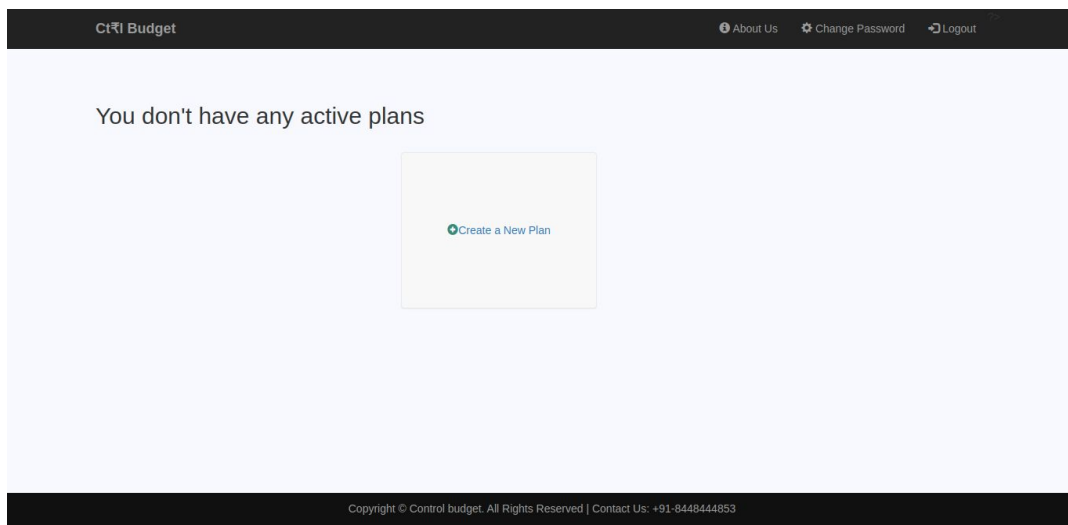 Ct₹l Budget
About Us Change Password Logout
You don't have any active plans
Create a New Plan
Copyright © Control budget. All Rights Reserved | Contact Us: +91-8448444853